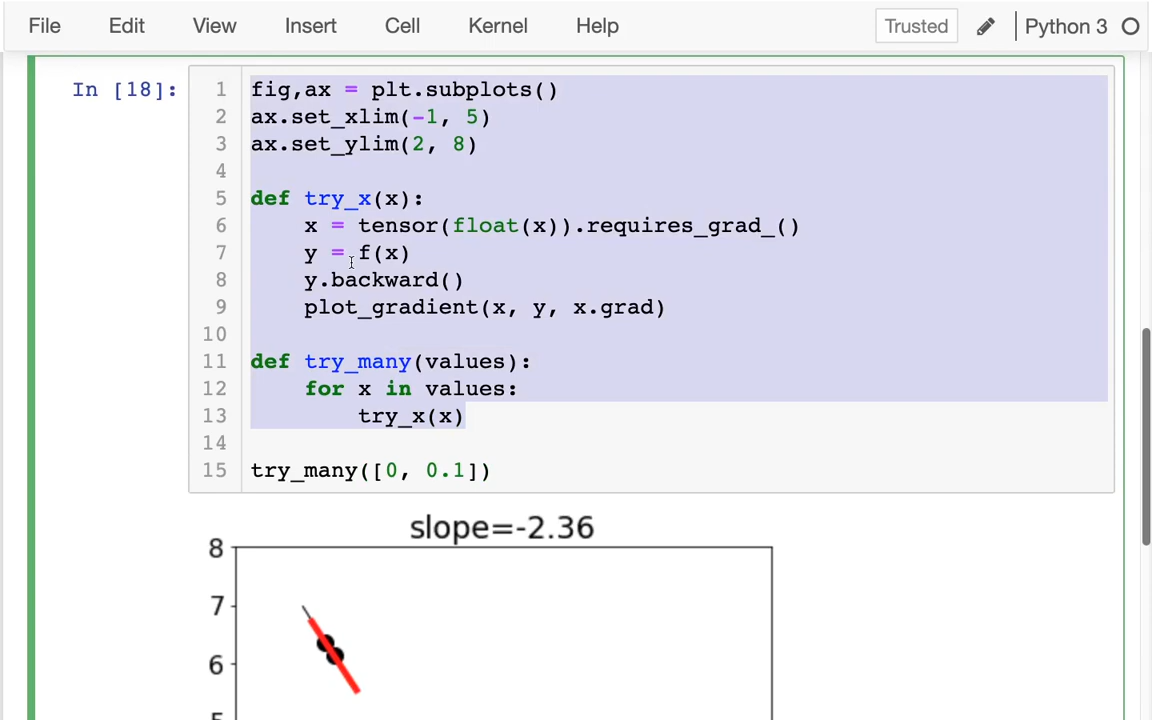 File Edit View Insert Cell Kernel Help Trusted Python 3
In [18]:
1 fig,ax = plt.subplots()
2 ax.set_xlim(-1, 5)
3 ax.set_ylim(2, 8)
4
5 def try_x(x):
6     x = tensor(float(x)).requires_grad_()
7     y = f(x)
8     y.backward()
9     plot_gradient(x, y, x.grad)
10
11 def try_many(values):
12     for x in values:
13         try_x(x)
14
15 try_many([0, 0.1])
slope=-2.36
8
7
6
5